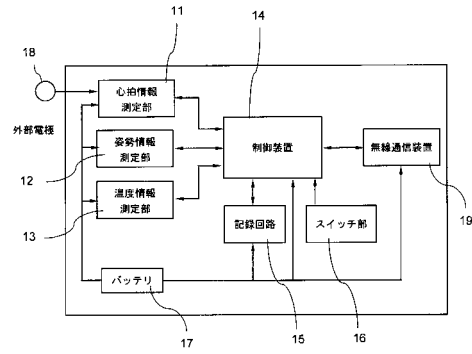 11
14
18
心拍情報
測定部
外部電極
姿勢情報
測定部
制御装置
無線通信装置
12
温度情報
測定部
19
13
記録回路
スイッチ部
バッテリ
17
15
16